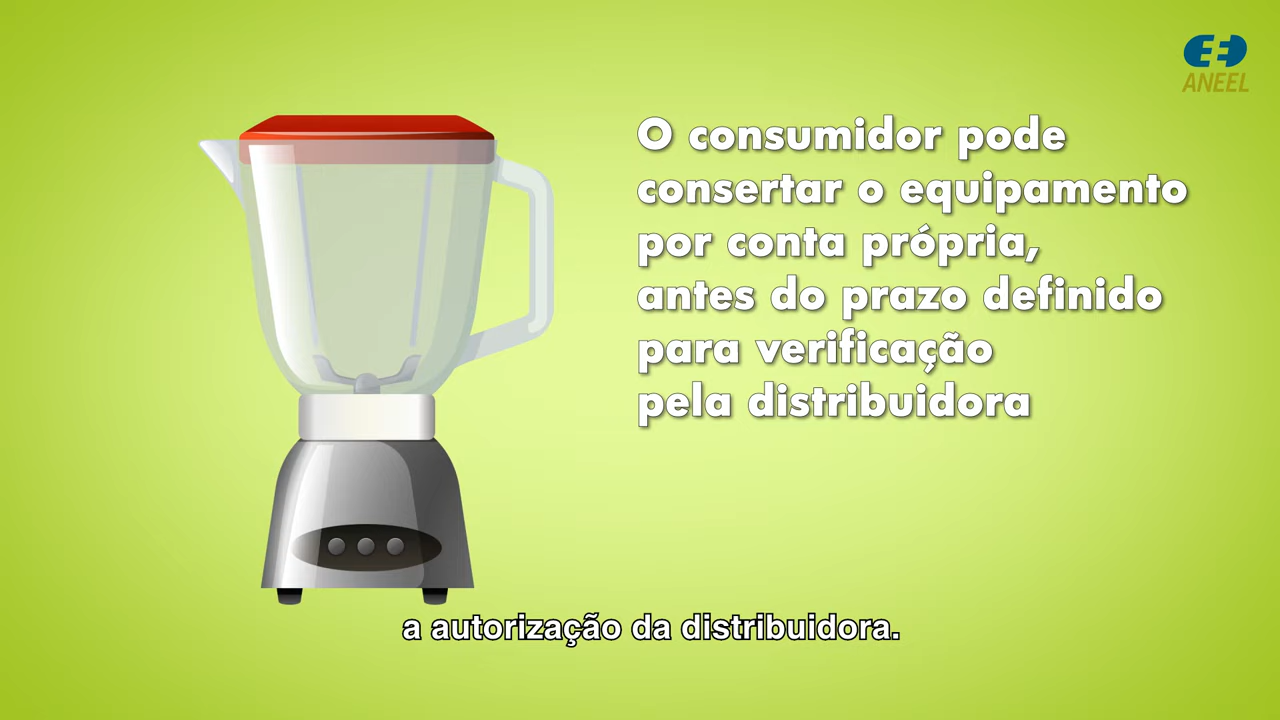 ANEEL
O consumidor pode
consertar o equipamento
por conta própria,
antes do prazo definido
para verificação
pela distribuidora
a autorização da distribuidora.